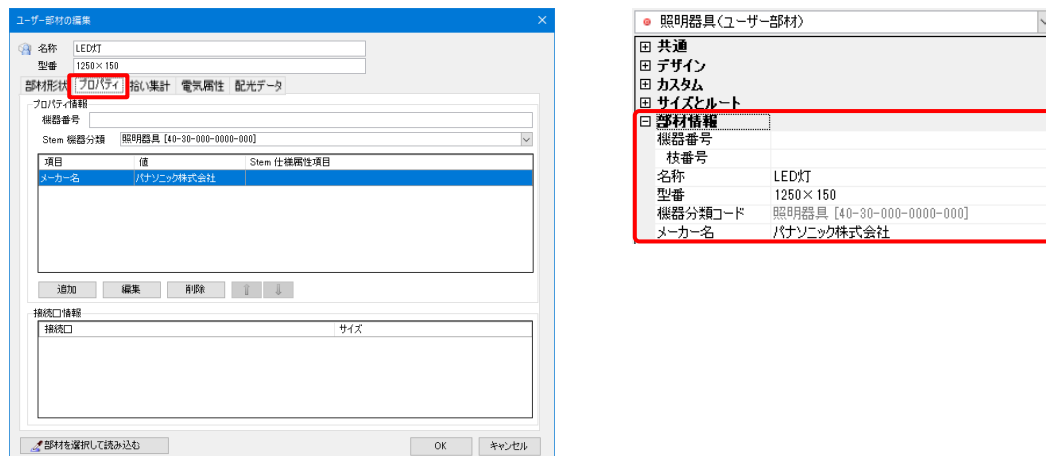 ユーザー部材の編集
名称 LED灯
型番 1250×150
部材形状 プロパティ 拾い集計 電気属性 配光データ
プロパティ情報
機器番号
Stem 機器分類 照明器具 [40-30-000-0000-000]
項目 値 Stem 仕様属性項目
メーカー名 パナソニック株式会社
追加 編集 削除
接続口情報
接続口 サイズ
部材を選択して読み込む OK キャンセル
照明器具(ユーザー部材)
共通
デザイン
カスタム
サイズとルート
部材情報
機器番号
枝番号
名称 LED灯
型番 1250×150
機器分類コード 照明器具 [40-30-000-0000-000]
メーカー名 パナソニック株式会社